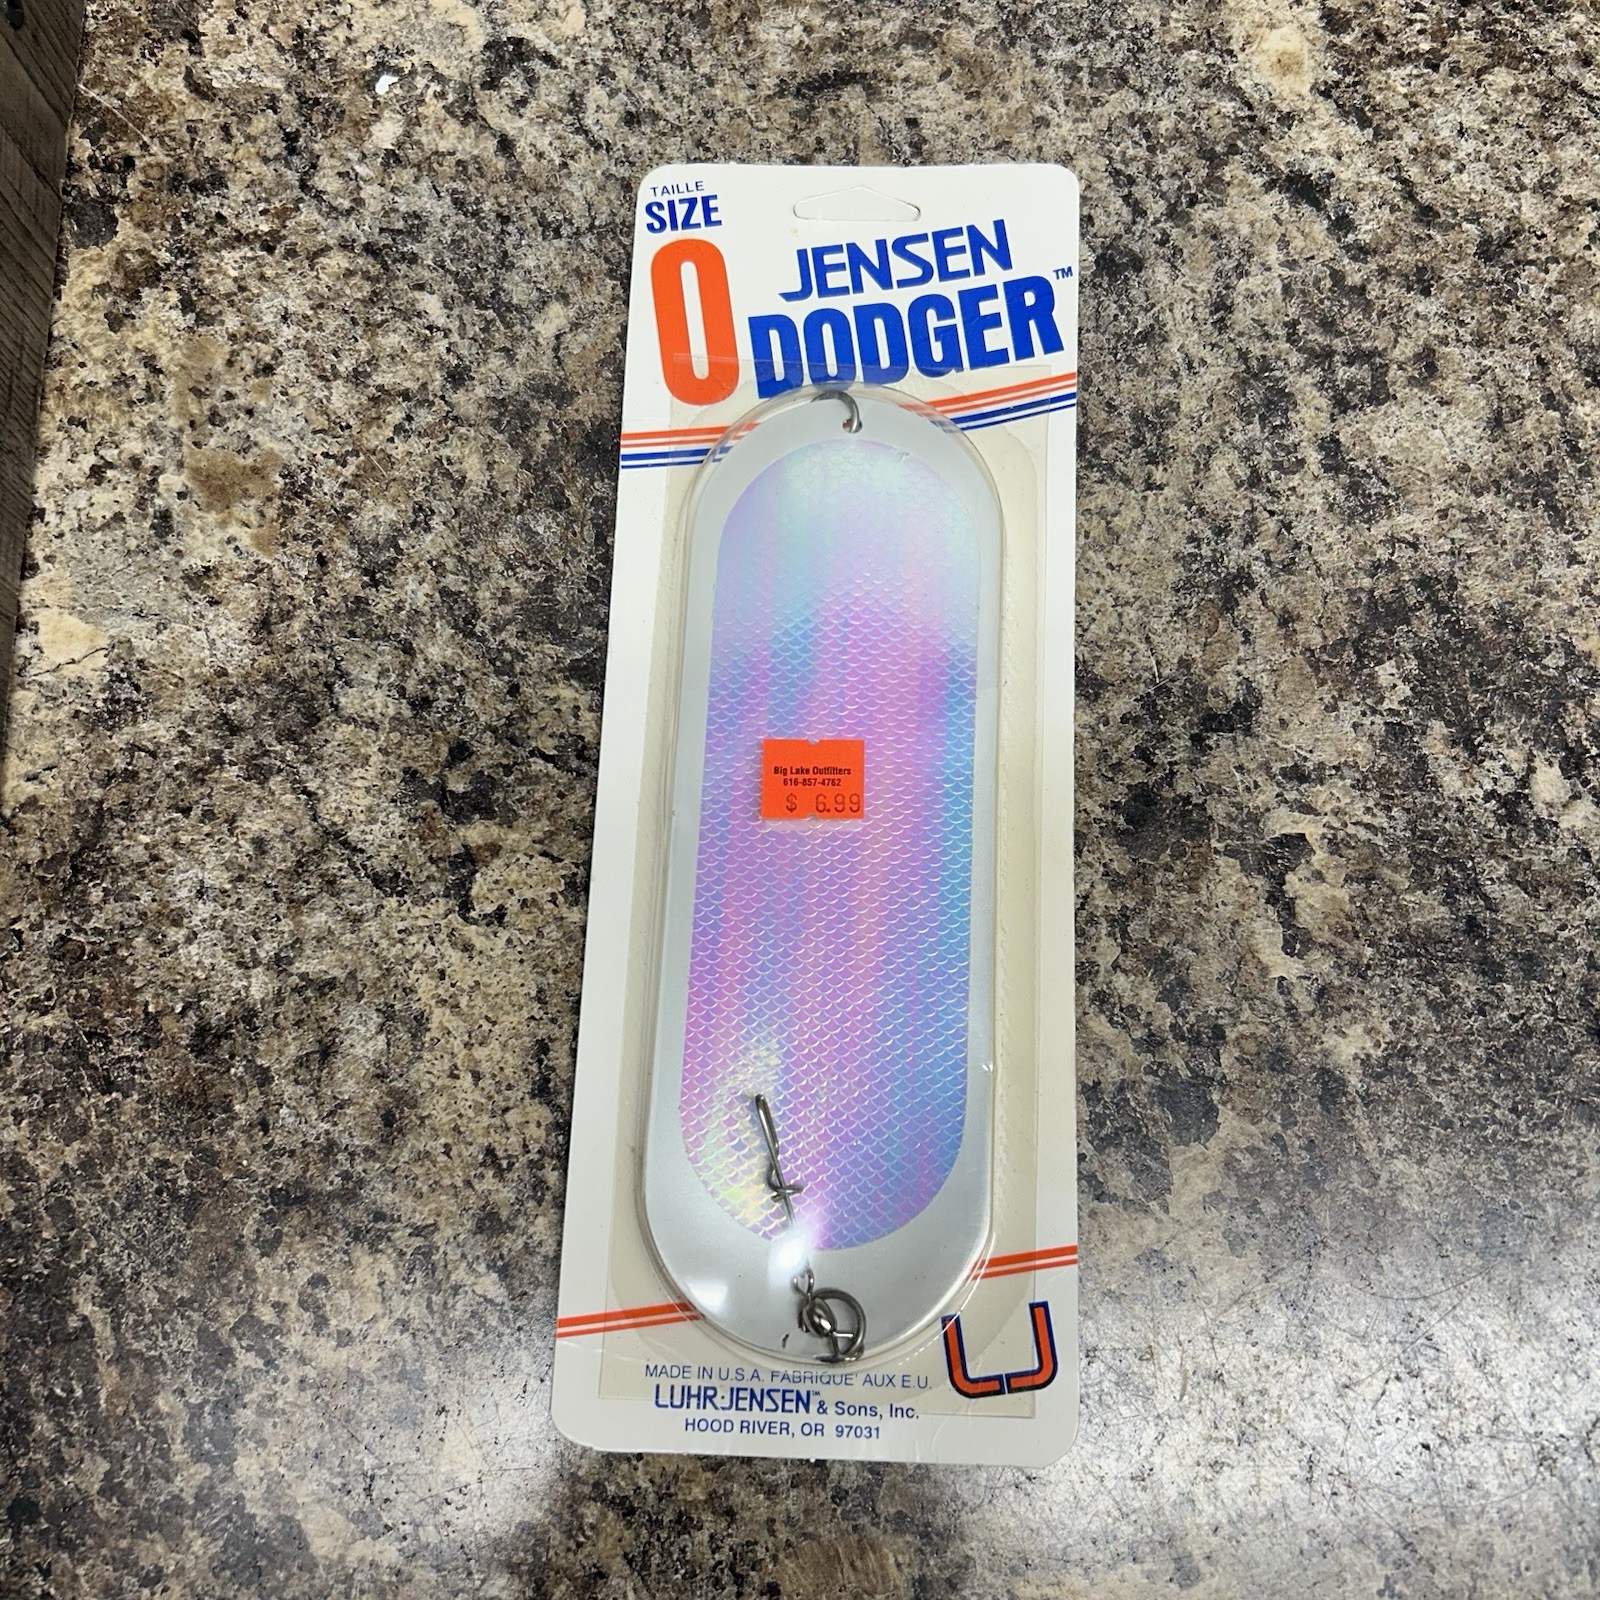 TAILLE
SIZE
0
JENSEN
DODGER™
Big Lake Outfitters
616-857-4762
$ 6.99
MADE IN U.S.A. FABRIQUE' AUX E.U.
LUHR·JENSEN™ & Sons, Inc.
HOOD RIVER, OR 97031
LJ